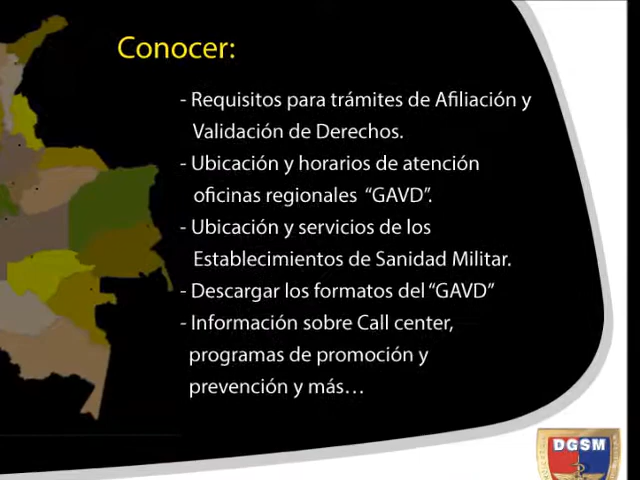 Conocer:
- Requisitos para trámites de Afiliación y
Validación de Derechos.
- Ubicación y horarios de atención
oficinas regionales “GAVD”.
- Ubicación y servicios de los
Establecimientos de Sanidad Militar.
- Descargar los formatos del “GAVD”
- Información sobre Call center,
programas de promoción y
prevención y más…
DGSM